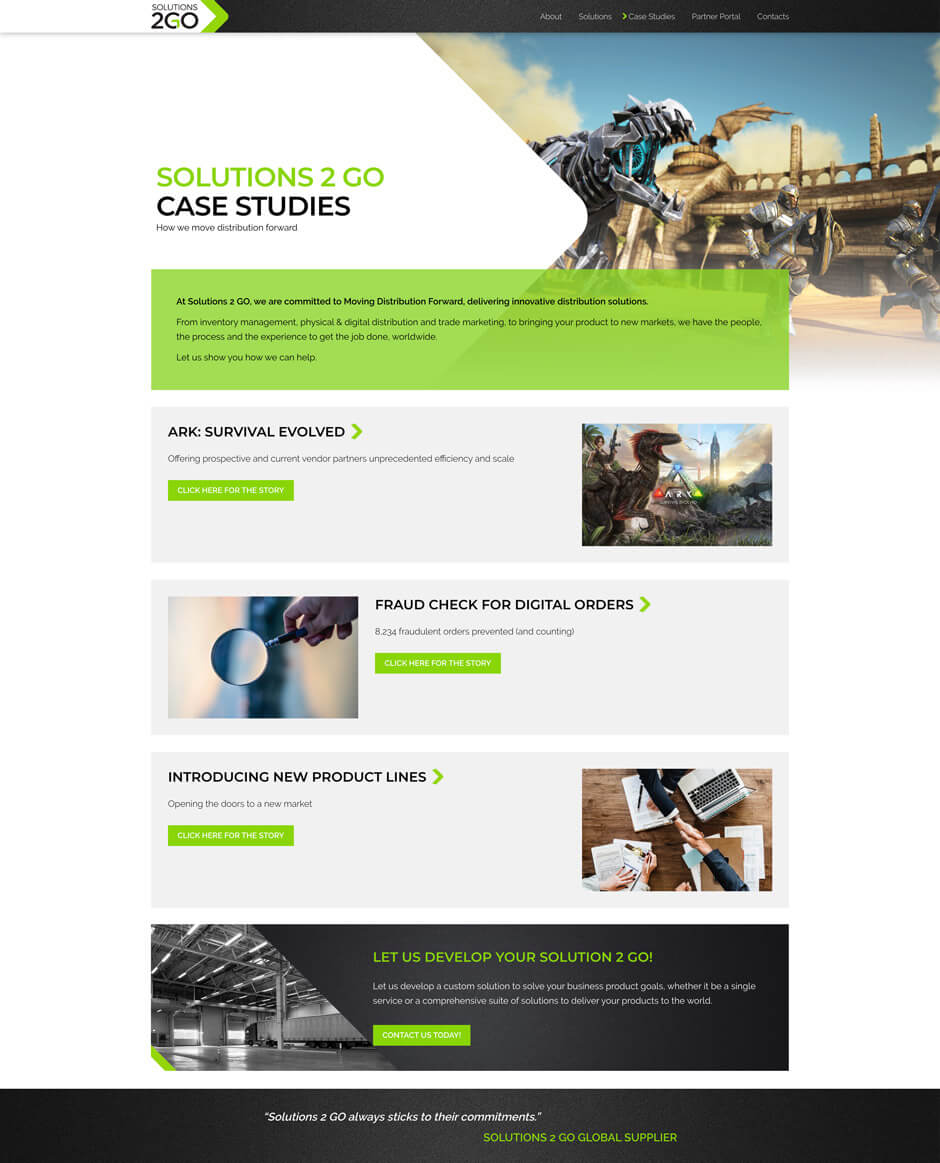 SOLUTIONS
2GO
About Solutions Case Studies Partner Portal Contacts
SOLUTIONS 2 GO
CASE STUDIES
How we move distribution forward
At Solutions 2 GO, we are committed to Moving Distribution Forward, delivering innovative distribution solutions.
From inventory management, physical & digital distribution and trade marketing, to bringing your product to new markets, we have the people,
the process and the experience to get the job done, worldwide.
Let us show you how we can help.
ARK: SURVIVAL EVOLVED
Offering prospective and current vendor partners unprecedented efficiency and scale
CLICK HERE FOR THE STORY
ARK
SURVIVAL EVOLVED
FRAUD CHECK FOR DIGITAL ORDERS
8,234 fraudulent orders prevented (and counting)
CLICK HERE FOR THE STORY
INTRODUCING NEW PRODUCT LINES
Opening the doors to a new market
CLICK HERE FOR THE STORY
LET US DEVELOP YOUR SOLUTION 2 GO!
Let us develop a custom solution to solve your business product goals, whether it be a single
service or a comprehensive suite of solutions to deliver your products to the world.
CONTACT US TODAY!
"Solutions 2 GO always sticks to their commitments."
SOLUTIONS 2 GO GLOBAL SUPPLIER